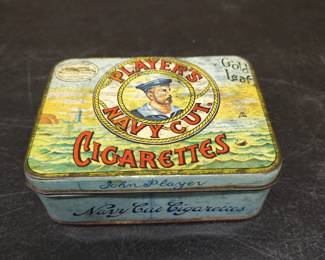 PLAYER'S
NAVY CUT
Gold
Leaf
CIGARETTES
John Player
Navy Cut Cigarettes